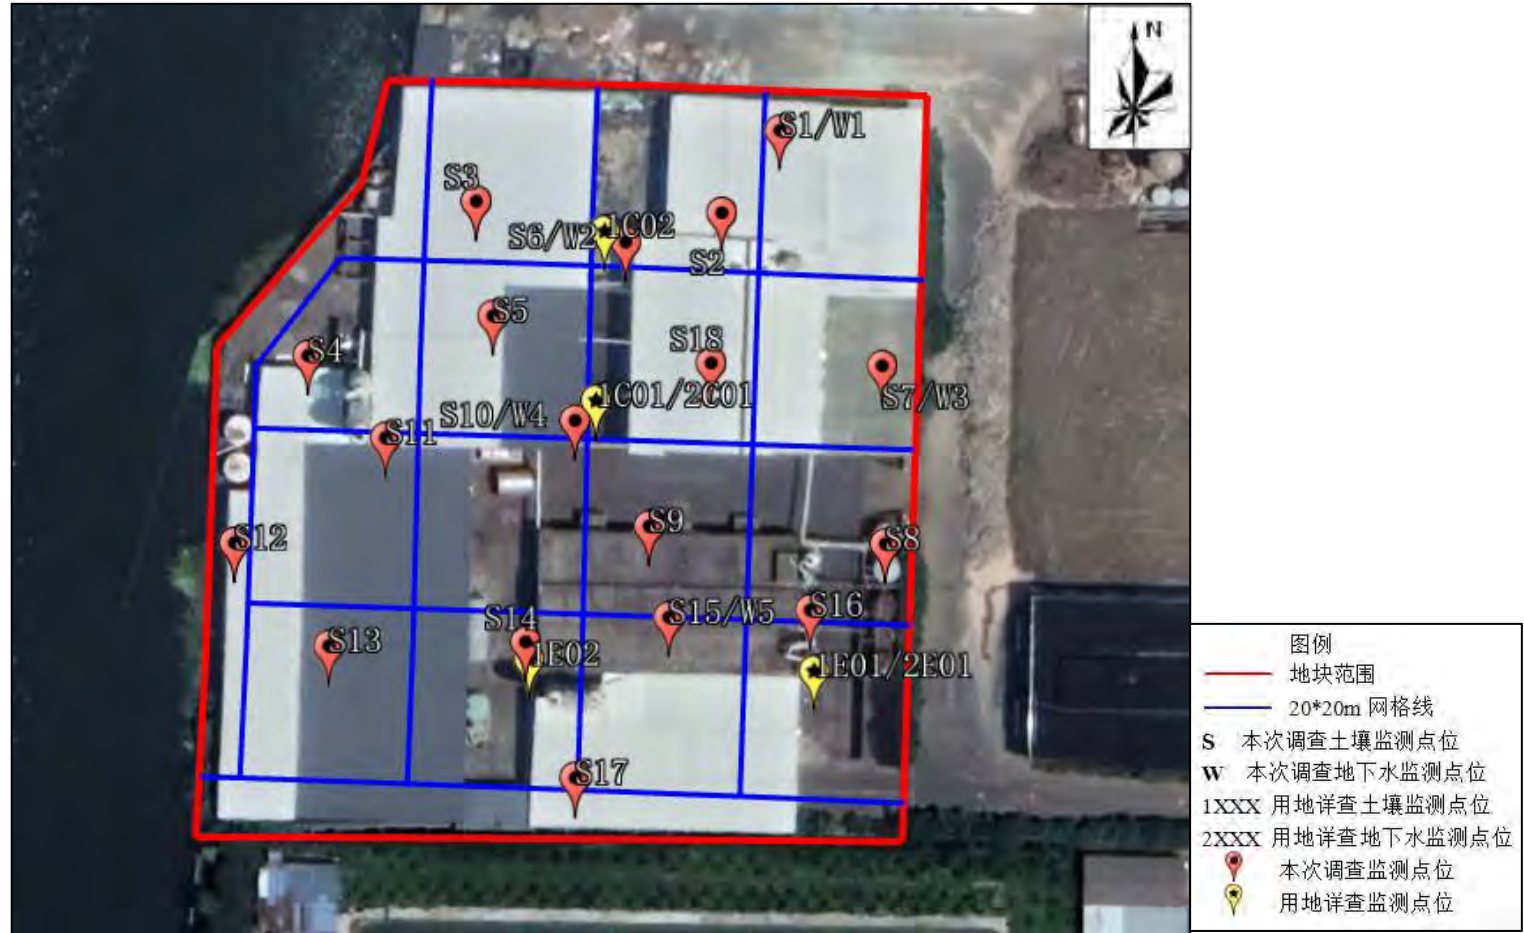 N
S1/W1
S3
1C02
S6/W2
S2
S5
S18
S4
S7/W3
1C01/2C01
S10/W4
S11
S9
S12
S8
S16
S15/W5
S14
S13
1E02
1E01/2E01
S17
图例
地块范围
20*20m 网格线
S 本次调查土壤监测点位
W 本次调查地下水监测点位
1XXX 用地详查土壤监测点位
2XXX 用地详查地下水监测点位
本次调查监测点位
用地详查监测点位